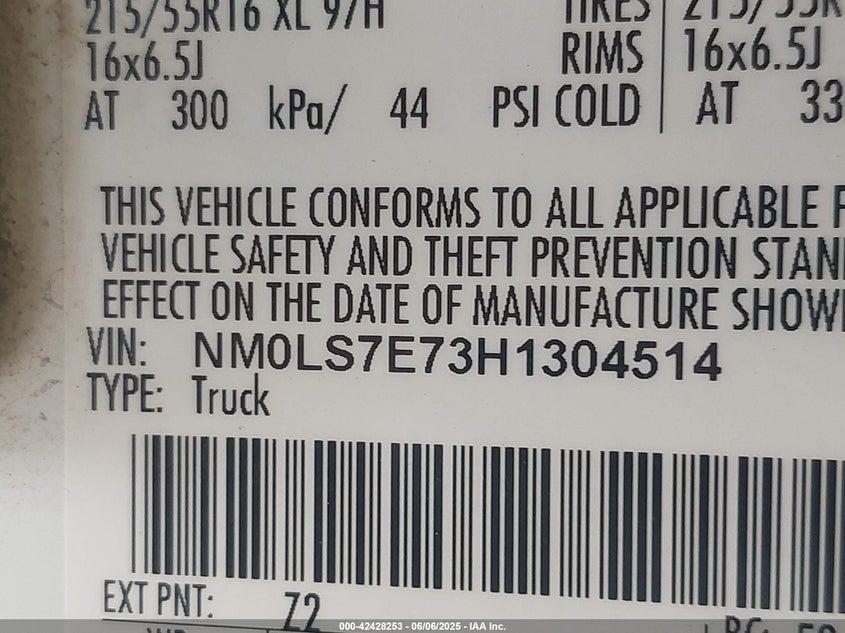 215/55R16 XL 97H TIRES 215/55R
16x6.5J RIMS 16x6.5J
AT 300 kPa/ 44 PSI COLD AT 33
THIS VEHICLE CONFORMS TO ALL APPLICABLE F
VEHICLE SAFETY AND THEFT PREVENTION STAN
EFFECT ON THE DATE OF MANUFACTURE SHOW
VIN: NM0LS7E73H1304514
TYPE: Truck
EXT PNT: Z2
000-42428253 - 06/06/2025 - IAA Inc.